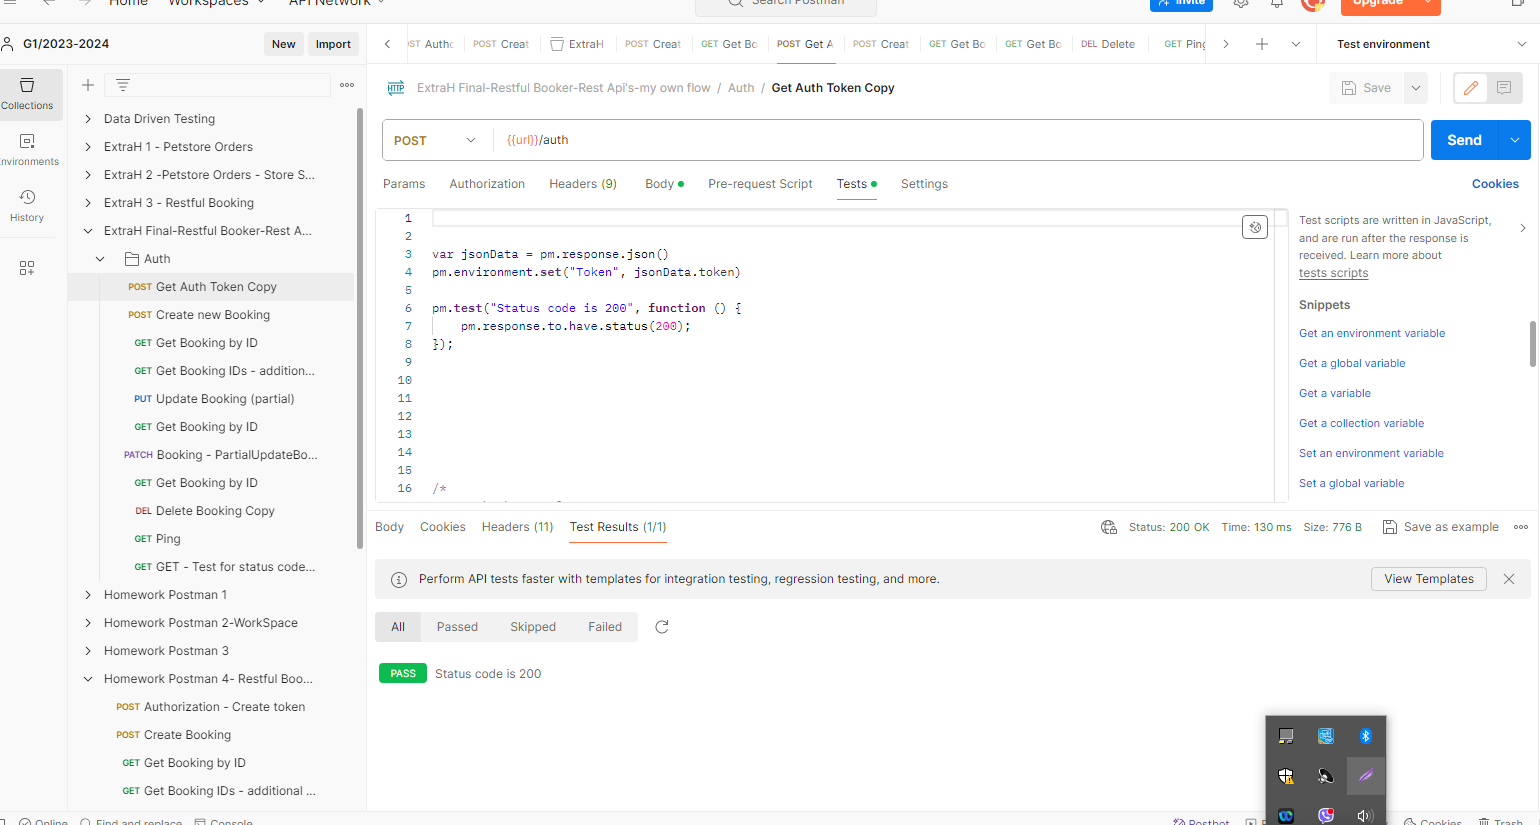 Home Workspaces API Network Search Postman Invite Upgrade
G1/2023-2024 New Import
POST Creat ExtraH POST Creat GET Get Bo POST Get A POST Creat GET Get Bo GET Get Bo DEL Delete GET Ping Test environment
Collections
Environments
History
Data Driven Testing
ExtraH 1 - Petstore Orders
ExtraH 2 -Petstore Orders - Store S...
ExtraH 3 - Restful Booking
ExtraH Final-Restful Booker-Rest A...
Auth
POST Get Auth Token Copy
POST Create new Booking
GET Get Booking by ID
GET Get Booking IDs - addition...
PUT Update Booking (partial)
GET Get Booking by ID
PATCH Booking - PartialUpdateBo...
GET Get Booking by ID
DEL Delete Booking Copy
GET Ping
GET GET - Test for status code...
Homework Postman 1
Homework Postman 2-WorkSpace
Homework Postman 3
Homework Postman 4- Restful Boo...
POST Authorization - Create token
POST Create Booking
GET Get Booking by ID
GET Get Booking IDs - additional ...
HTTP ExtraH Final-Restful Booker-Rest Api's-my own flow / Auth / Get Auth Token Copy Save
POST {{url}}/auth Send
Params Authorization Headers (9) Body Pre-request Script Tests Settings Cookies
1
2
3 var jsonData = pm.response.json()
4 pm.environment.set("Token", jsonData.token)
5
6 pm.test("Status code is 200", function () {
7 pm.response.to.have.status(200);
8 });
9
10
11
12
13
14
15
16 /*
Test scripts are written in JavaScript,
and are run after the response is
received. Learn more about
tests scripts
Snippets
Get an environment variable
Get a global variable
Get a variable
Get a collection variable
Set an environment variable
Set a global variable
Body Cookies Headers (11) Test Results (1/1) Status: 200 OK Time: 130 ms Size: 776 B Save as example
Perform API tests faster with templates for integration testing, regression testing, and more. View Templates
All Passed Skipped Failed
PASS Status code is 200
Online Find and replace Console Postbot Cookies Trash